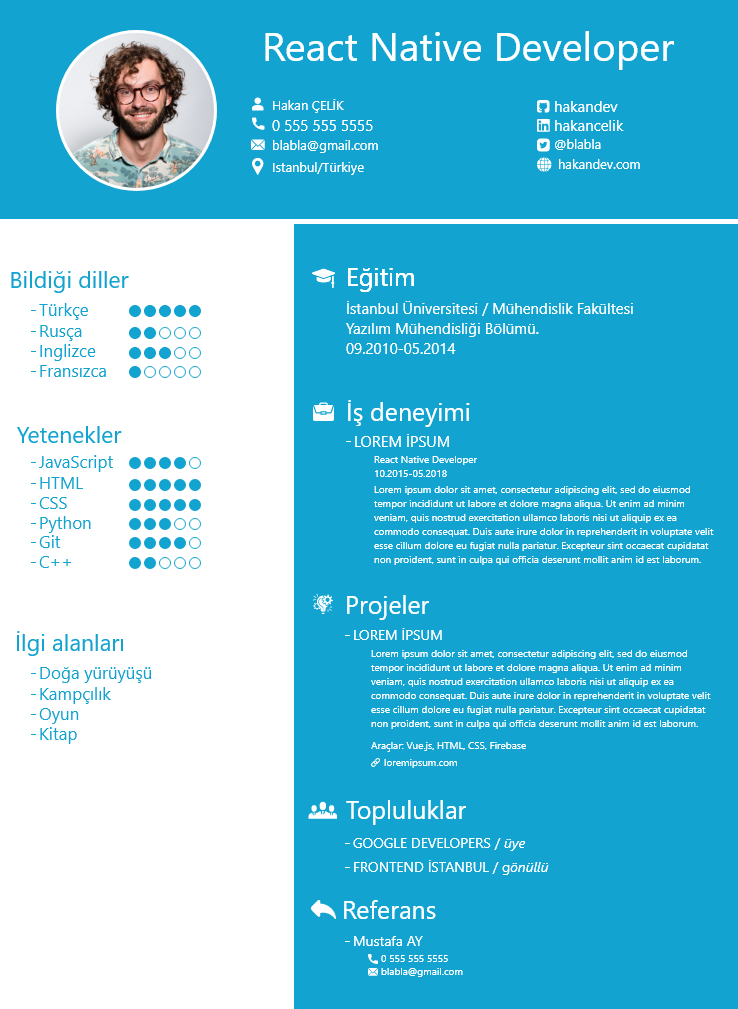 React Native Developer
Hakan ÇELİK
0 555 555 5555
blabla@gmail.com
Istanbul/Türkiye
hakandev
hakancelik
@blabla
hakandev.com
Bildiği diller
-Türkçe
-Rusça
-Inglizce
-Fransızca
Yetenekler
-JavaScript
-HTML
-CSS
-Python
-Git
-C++
İlgi alanları
-Doğa yürüyüşü
-Kampçılık
-Oyun
-Kitap
Eğitim
İstanbul Üniversitesi / Mühendislik Fakültesi
Yazılım Mühendisliği Bölümü.
09.2010-05.2014
İş deneyimi
-LOREM İPSUM
React Native Developer
10.2015-05.2018
Lorem ipsum dolor sit amet, consectetur adipiscing elit, sed do eiusmod
tempor incididunt ut labore et dolore magna aliqua. Ut enim ad minim
veniam, quis nostrud exercitation ullamco laboris nisi ut aliquip ex ea
commodo consequat. Duis aute irure dolor in reprehenderit in voluptate velit
esse cillum dolore eu fugiat nulla pariatur. Excepteur sint occaecat cupidatat
non proident, sunt in culpa qui officia deserunt mollit anim id est laborum.
Projeler
-LOREM İPSUM
Lorem ipsum dolor sit amet, consectetur adipiscing elit, sed do eiusmod
tempor incididunt ut labore et dolore magna aliqua. Ut enim ad minim
veniam, quis nostrud exercitation ullamco laboris nisi ut aliquip ex ea
commodo consequat. Duis aute irure dolor in reprehenderit in voluptate velit
esse cillum dolore eu fugiat nulla pariatur. Excepteur sint occaecat cupidatat
non proident, sunt in culpa qui officia deserunt mollit anim id est laborum.
Araçlar: Vue.js, HTML, CSS, Firebase
loremipsum.com
Topluluklar
-GOOGLE DEVELOPERS / üye
-FRONTEND İSTANBUL / gönüllü
Referans
-Mustafa AY
0 555 555 5555
blabla@gmail.com